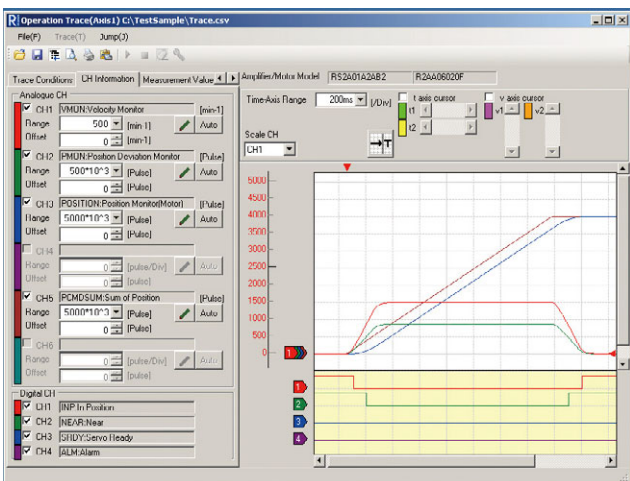 R Operation Trace(Axis1) C:\TestSample\Trace.csv
File(F) Trace(T) Jump(J)
Trace Conditions CH Information Measurement Value
Amplifier/Motor Model RS2A01A2AB2 R2AA06020F
Analogue CH
CH1 VMON:Velocity Monitor [min-1]
Range 500 [min-1] Auto
Offset 0 [min-1]
CH2 PMON:Position Deviation Monitor [Pulse]
Range 500*10^3 [Pulse] Auto
Offset 0 [Pulse]
CH3 POSITION:Position Monitor(Motor) [Pulse]
Range 5000*10^3 [Pulse] Auto
Offset 0 [Pulse]
CH4
Range 0 [pulse/Div] Auto
Offset 0 [pulse]
CH5 PCMDSUM:Sum of Position [Pulse]
Range 5000*10^3 [Pulse] Auto
Offset 0 [Pulse]
CH6
Range 0 [pulse/Div] Auto
Offset 0 [pulse]
Digital CH
CH1 INP:In Position
CH2 NEAR:Near
CH3 SRDY:Servo Ready
CH4 ALM:Alarm
Time-Axis Range 200ms [/Div]
t axis cursor
t1
t2
v axis cursor
v1 v2
Scale CH
CH1
T
5000
4500
4000
3500
3000
2500
2000
1500
1000
500
0
1
1
2
3
4